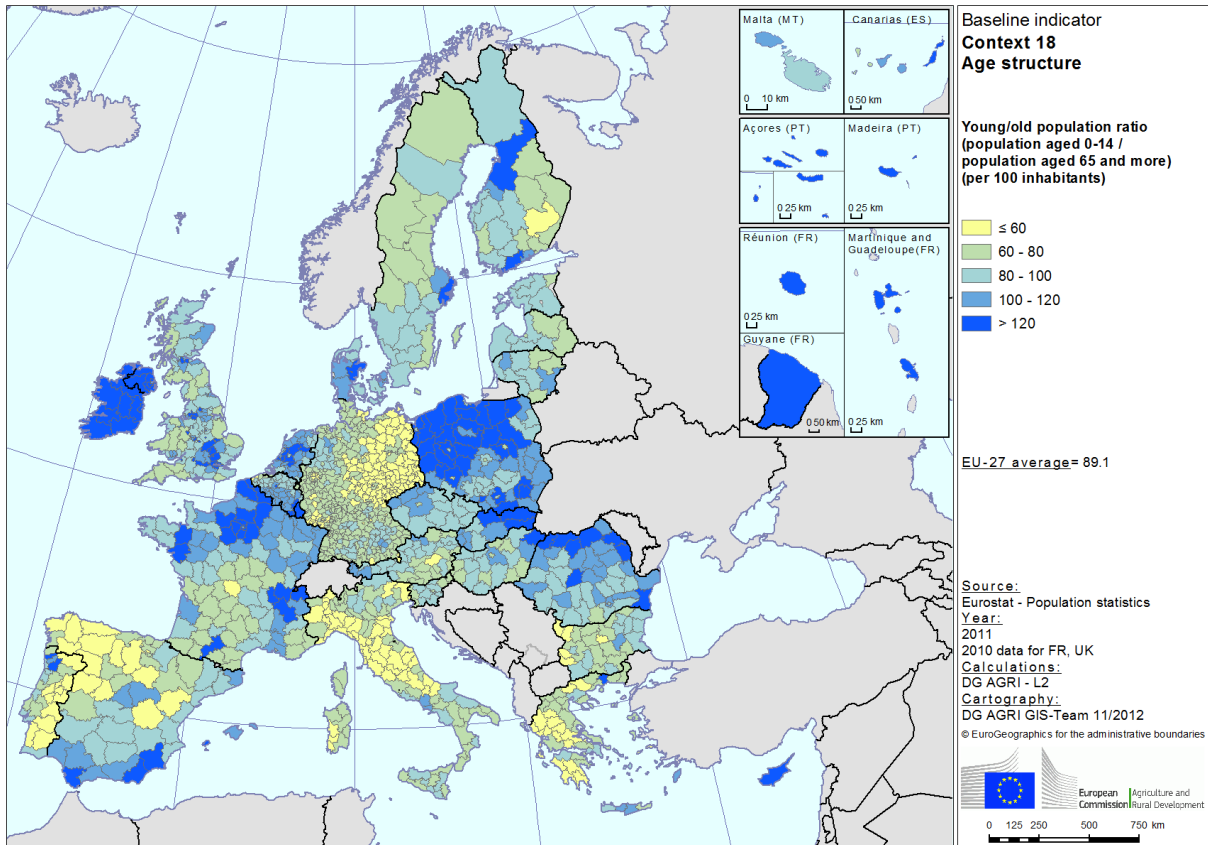 Malta (MT)
0 10 km
Canarias (ES)
0 50 km
Açores (PT)
0 25 km
Madeira (PT)
0 25 km
Réunion (FR)
0 25 km
Martinique and
Guadeloupe(FR)
0 25 km
Guyane (FR)
0 50 km
Baseline indicator
Context 18
Age structure
Young/old population ratio
(population aged 0-14 /
population aged 65 and more)
(per 100 inhabitants)
≤ 60
60 - 80
80 - 100
100 - 120
> 120
EU-27 average= 89.1
Source:
Eurostat - Population statistics
Year:
2011
2010 data for FR, UK
Calculations:
DG AGRI - L2
Cartography:
DG AGRI GIS-Team 11/2012
© EuroGeographics for the administrative boundaries
European
Commission
Agriculture and
Rural Development
0 125 250 500 750 km